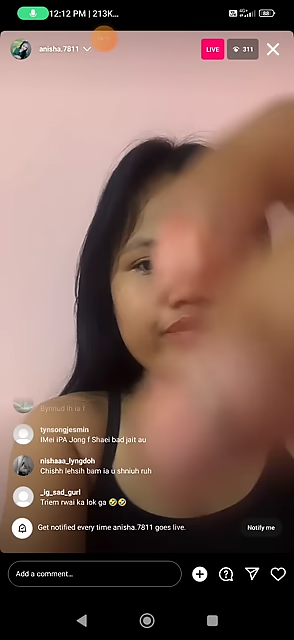 12:12 PM | 213K...
anisha.7811
LIVE
311
tynsongjesmin
IMei iPA Jong f Shaei bad jait au
nishaaa_lyngdoh
Chishh lehsih bam ia u shniuh ruh
_ig_sad_gurl
Triem rwai ka lok ga 🤣🤣
Get notified every time anisha.7811 goes live.
Notify me
Add a comment...